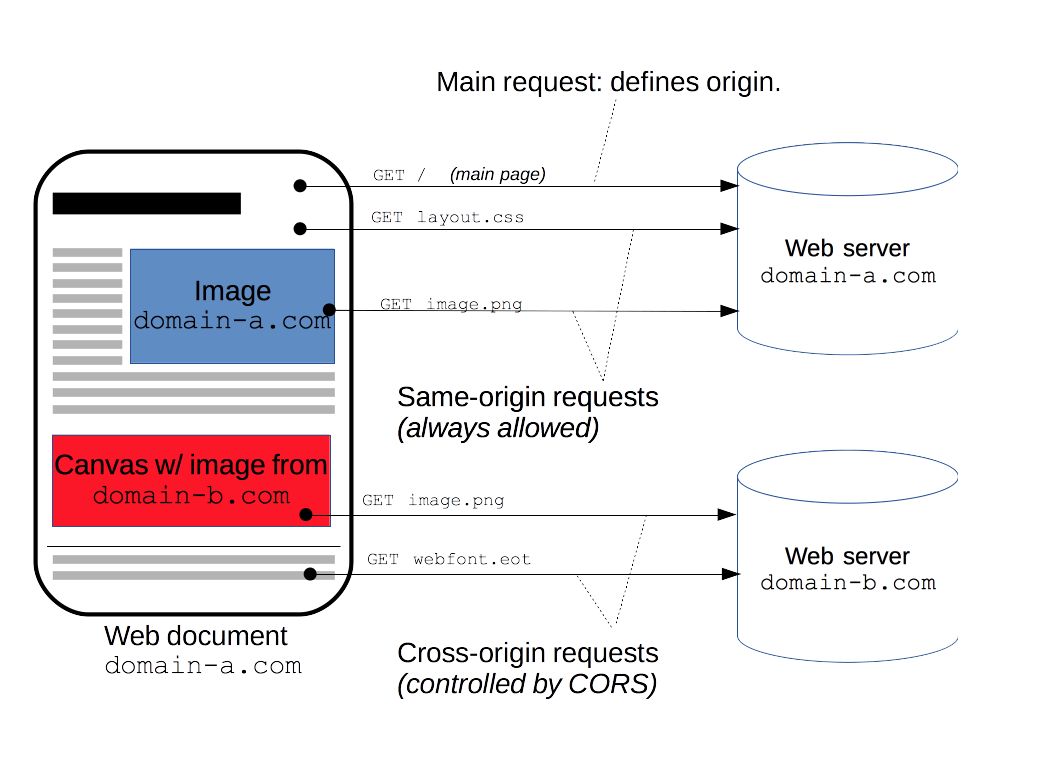 Main request: defines origin.
GET / (main page)
GET layout.css
Image
domain-a.com
GET image.png
Web server
domain-a.com
Same-origin requests
(always allowed)
Canvas w/ image from
domain-b.com
GET image.png
GET webfont.eot
Web server
domain-b.com
Web document
domain-a.com
Cross-origin requests
(controlled by CORS)